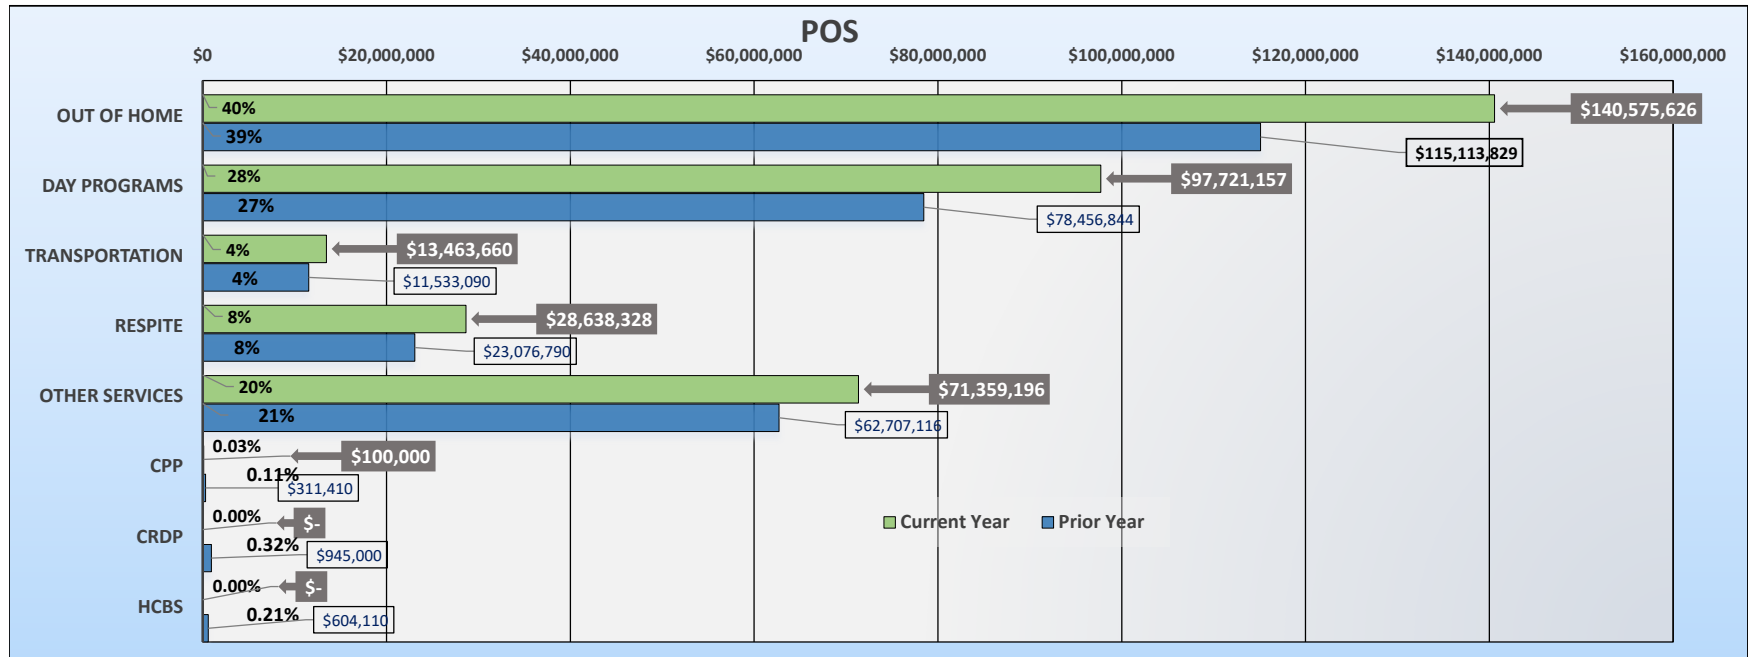 POS
$0 $20,000,000 $40,000,000 $60,000,000 $80,000,000 $100,000,000 $120,000,000 $140,000,000 $160,000,000
OUT OF HOME
40%
$140,575,626
39%
$115,113,829
DAY PROGRAMS
28%
$97,721,157
27%
$78,456,844
TRANSPORTATION
4%
$13,463,660
4%
$11,533,090
RESPITE
8%
$28,638,328
8%
$23,076,790
OTHER SERVICES
20%
$71,359,196
21%
$62,707,116
CPP
0.03%
$100,000
0.11%
$311,410
CRDP
0.00%
$-
0.32%
$945,000
Current Year Prior Year
HCBS
0.00%
$-
0.21%
$604,110